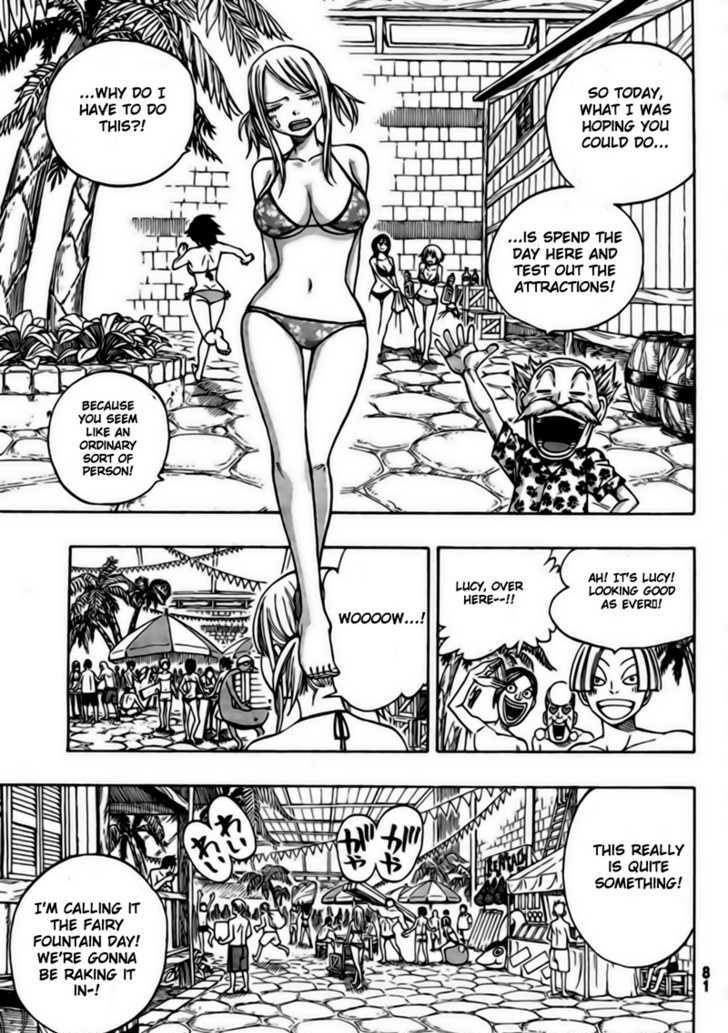 SO TODAY,
WHAT I WAS
HOPING YOU
COULD DO...
...IS SPEND THE
DAY HERE AND
TEST OUT THE
ATTRACTIONS!
...WHY DO I
HAVE TO DO
THIS?!
BECAUSE
YOU SEEM
LIKE AN
ORDINARY
SORT OF
PERSON!
AH! IT'S LUCY!
LOOKING GOOD
AS EVER
LUCY, OVER
HERE--!!
WOOOOW...!
THIS REALLY
IS QUITE
SOMETHING!
がや
がや
わい
わい
RENTAL
I'M CALLING IT
THE FAIRY
FOUNTAIN DAY!
WE'RE GONNA
BE RAKING IT
IN~!
81